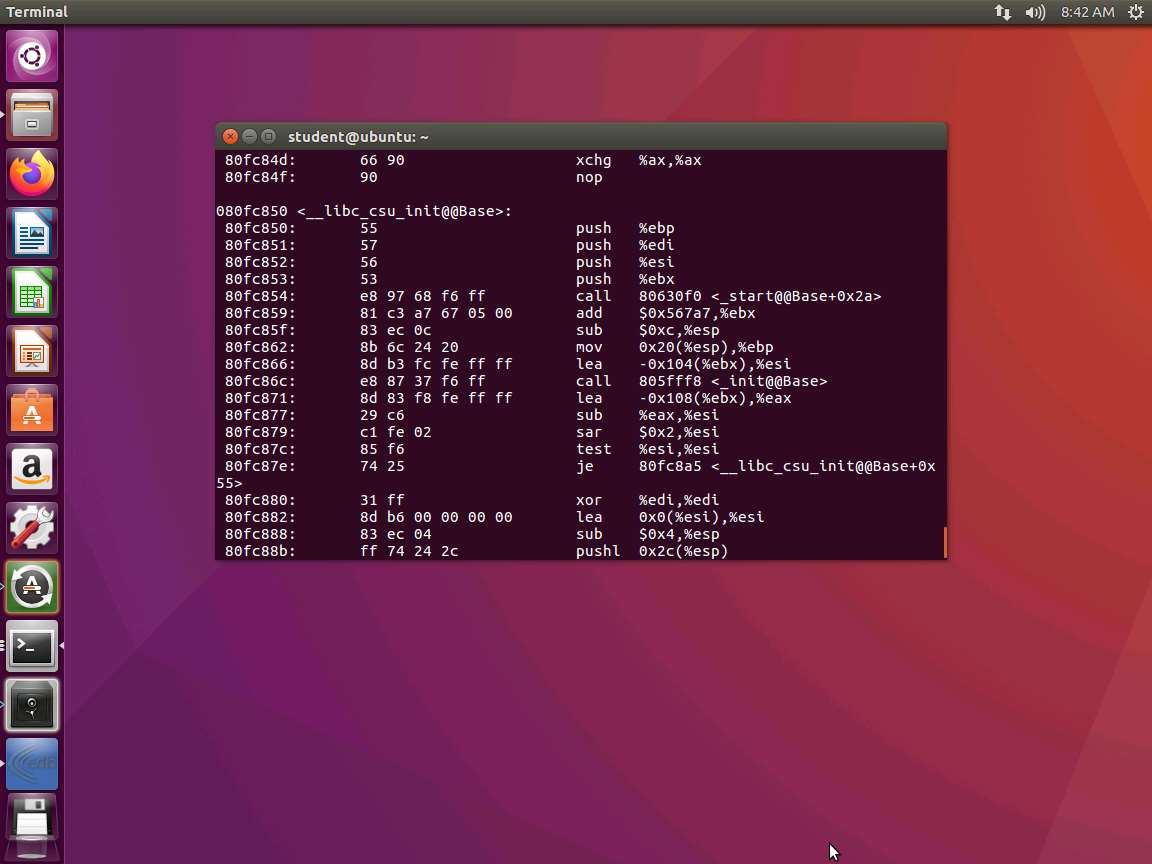 Terminal
8:42 AM
student@ubuntu: ~
80fc84d: 66 90 xchg %ax,%ax
80fc84f: 90 nop
080fc850 <__libc_csu_init@@Base>:
80fc850: 55 push %ebp
80fc851: 57 push %edi
80fc852: 56 push %esi
80fc853: 53 push %ebx
80fc854: e8 97 68 f6 ff call 80630f0 <_start@@Base+0x2a>
80fc859: 81 c3 a7 67 05 00 add $0x567a7,%ebx
80fc85f: 83 ec 0c sub $0xc,%esp
80fc862: 8b 6c 24 20 mov 0x20(%esp),%ebp
80fc866: 8d b3 fc fe ff ff lea -0x104(%ebx),%esi
80fc86c: e8 87 37 f6 ff call 805fff8 <_init@@Base>
80fc871: 8d 83 f8 fe ff ff lea -0x108(%ebx),%eax
80fc877: 29 c6 sub %eax,%esi
80fc879: c1 fe 02 sar $0x2,%esi
80fc87c: 85 f6 test %esi,%esi
80fc87e: 74 25 je 80fc8a5 <__libc_csu_init@@Base+0x
55>
80fc880: 31 ff xor %edi,%edi
80fc882: 8d b6 00 00 00 00 lea 0x0(%esi),%esi
80fc888: 83 ec 04 sub $0x4,%esp
80fc88b: ff 74 24 2c pushl 0x2c(%esp)
edb